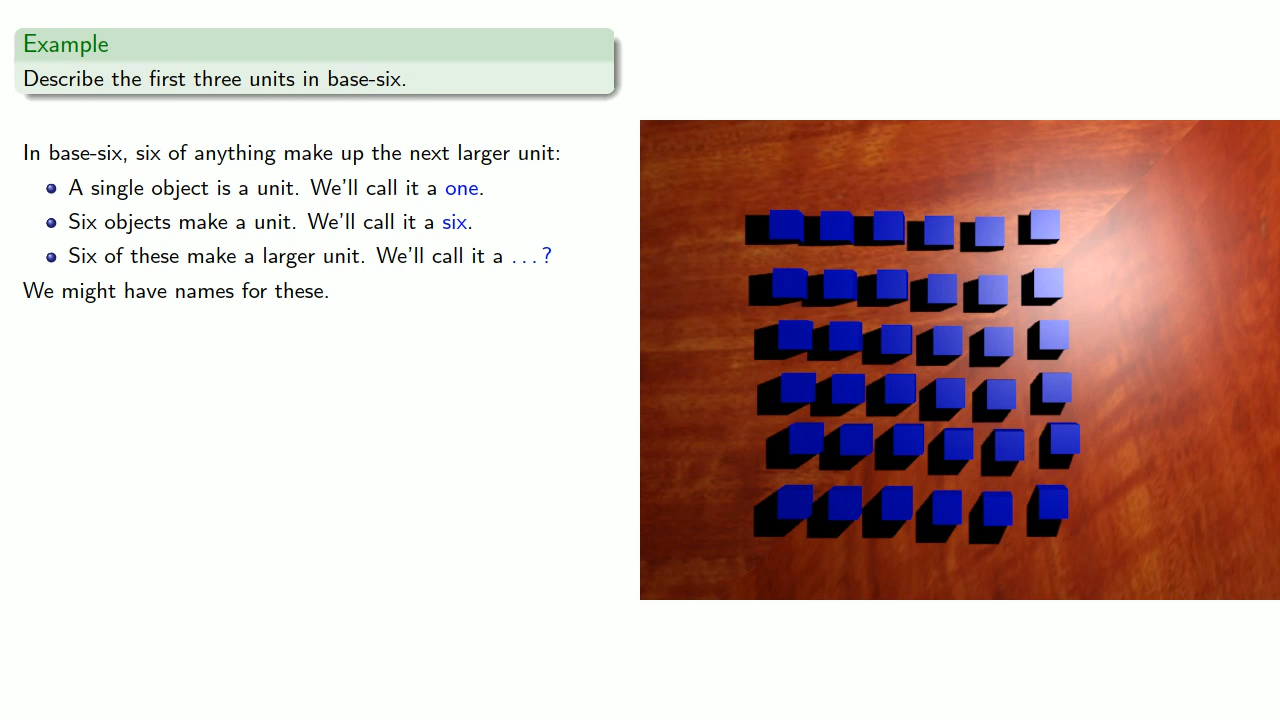 Example
Describe the first three units in base-six.
In base-six, six of anything make up the next larger unit:
A single object is a unit. We'll call it a one.
Six objects make a unit. We'll call it a six.
Six of these make a larger unit. We'll call it a ...?
We might have names for these.